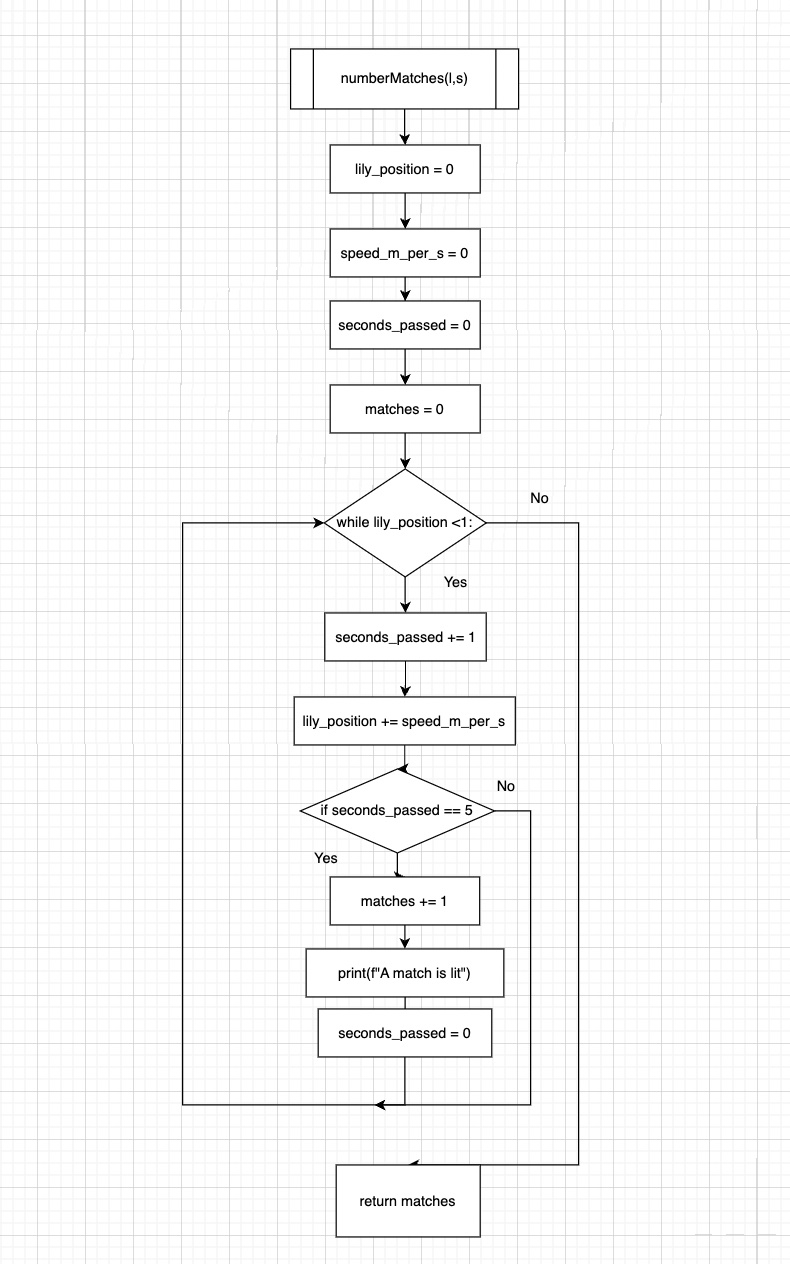 numberMatches(l,s)
lily_position = 0
speed_m_per_s = 0
seconds_passed = 0
matches = 0
while lily_position <1:
No
Yes
seconds_passed += 1
lily_position += speed_m_per_s
if seconds_passed == 5
No
Yes
matches += 1
print(f"A match is lit")
seconds_passed = 0
return matches